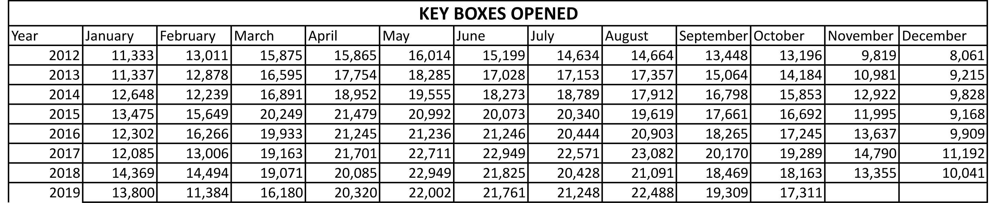 KEY BOXES OPENED
Year January February March April May June July August September October November December
2012 11,333 13,011 15,875 15,865 16,014 15,199 14,634 14,664 13,448 13,196 9,819 8,061
2013 11,337 12,878 16,595 17,754 18,285 17,028 17,153 17,357 15,064 14,184 10,981 9,215
2014 12,648 12,239 16,891 18,952 19,555 18,273 18,789 17,912 16,798 15,853 12,922 9,828
2015 13,475 15,649 20,249 21,479 20,992 20,073 20,340 19,619 17,661 16,692 11,995 9,168
2016 12,302 16,266 19,933 21,245 21,236 21,246 20,444 20,903 18,265 17,245 13,637 9,909
2017 12,085 13,006 19,163 21,701 22,711 22,949 22,571 23,082 20,170 19,289 14,790 11,192
2018 14,369 14,494 19,071 20,085 22,949 21,825 20,428 21,091 18,469 18,163 13,355 10,041
2019 13,800 11,384 16,180 20,320 22,002 21,761 21,248 22,488 19,309 17,311